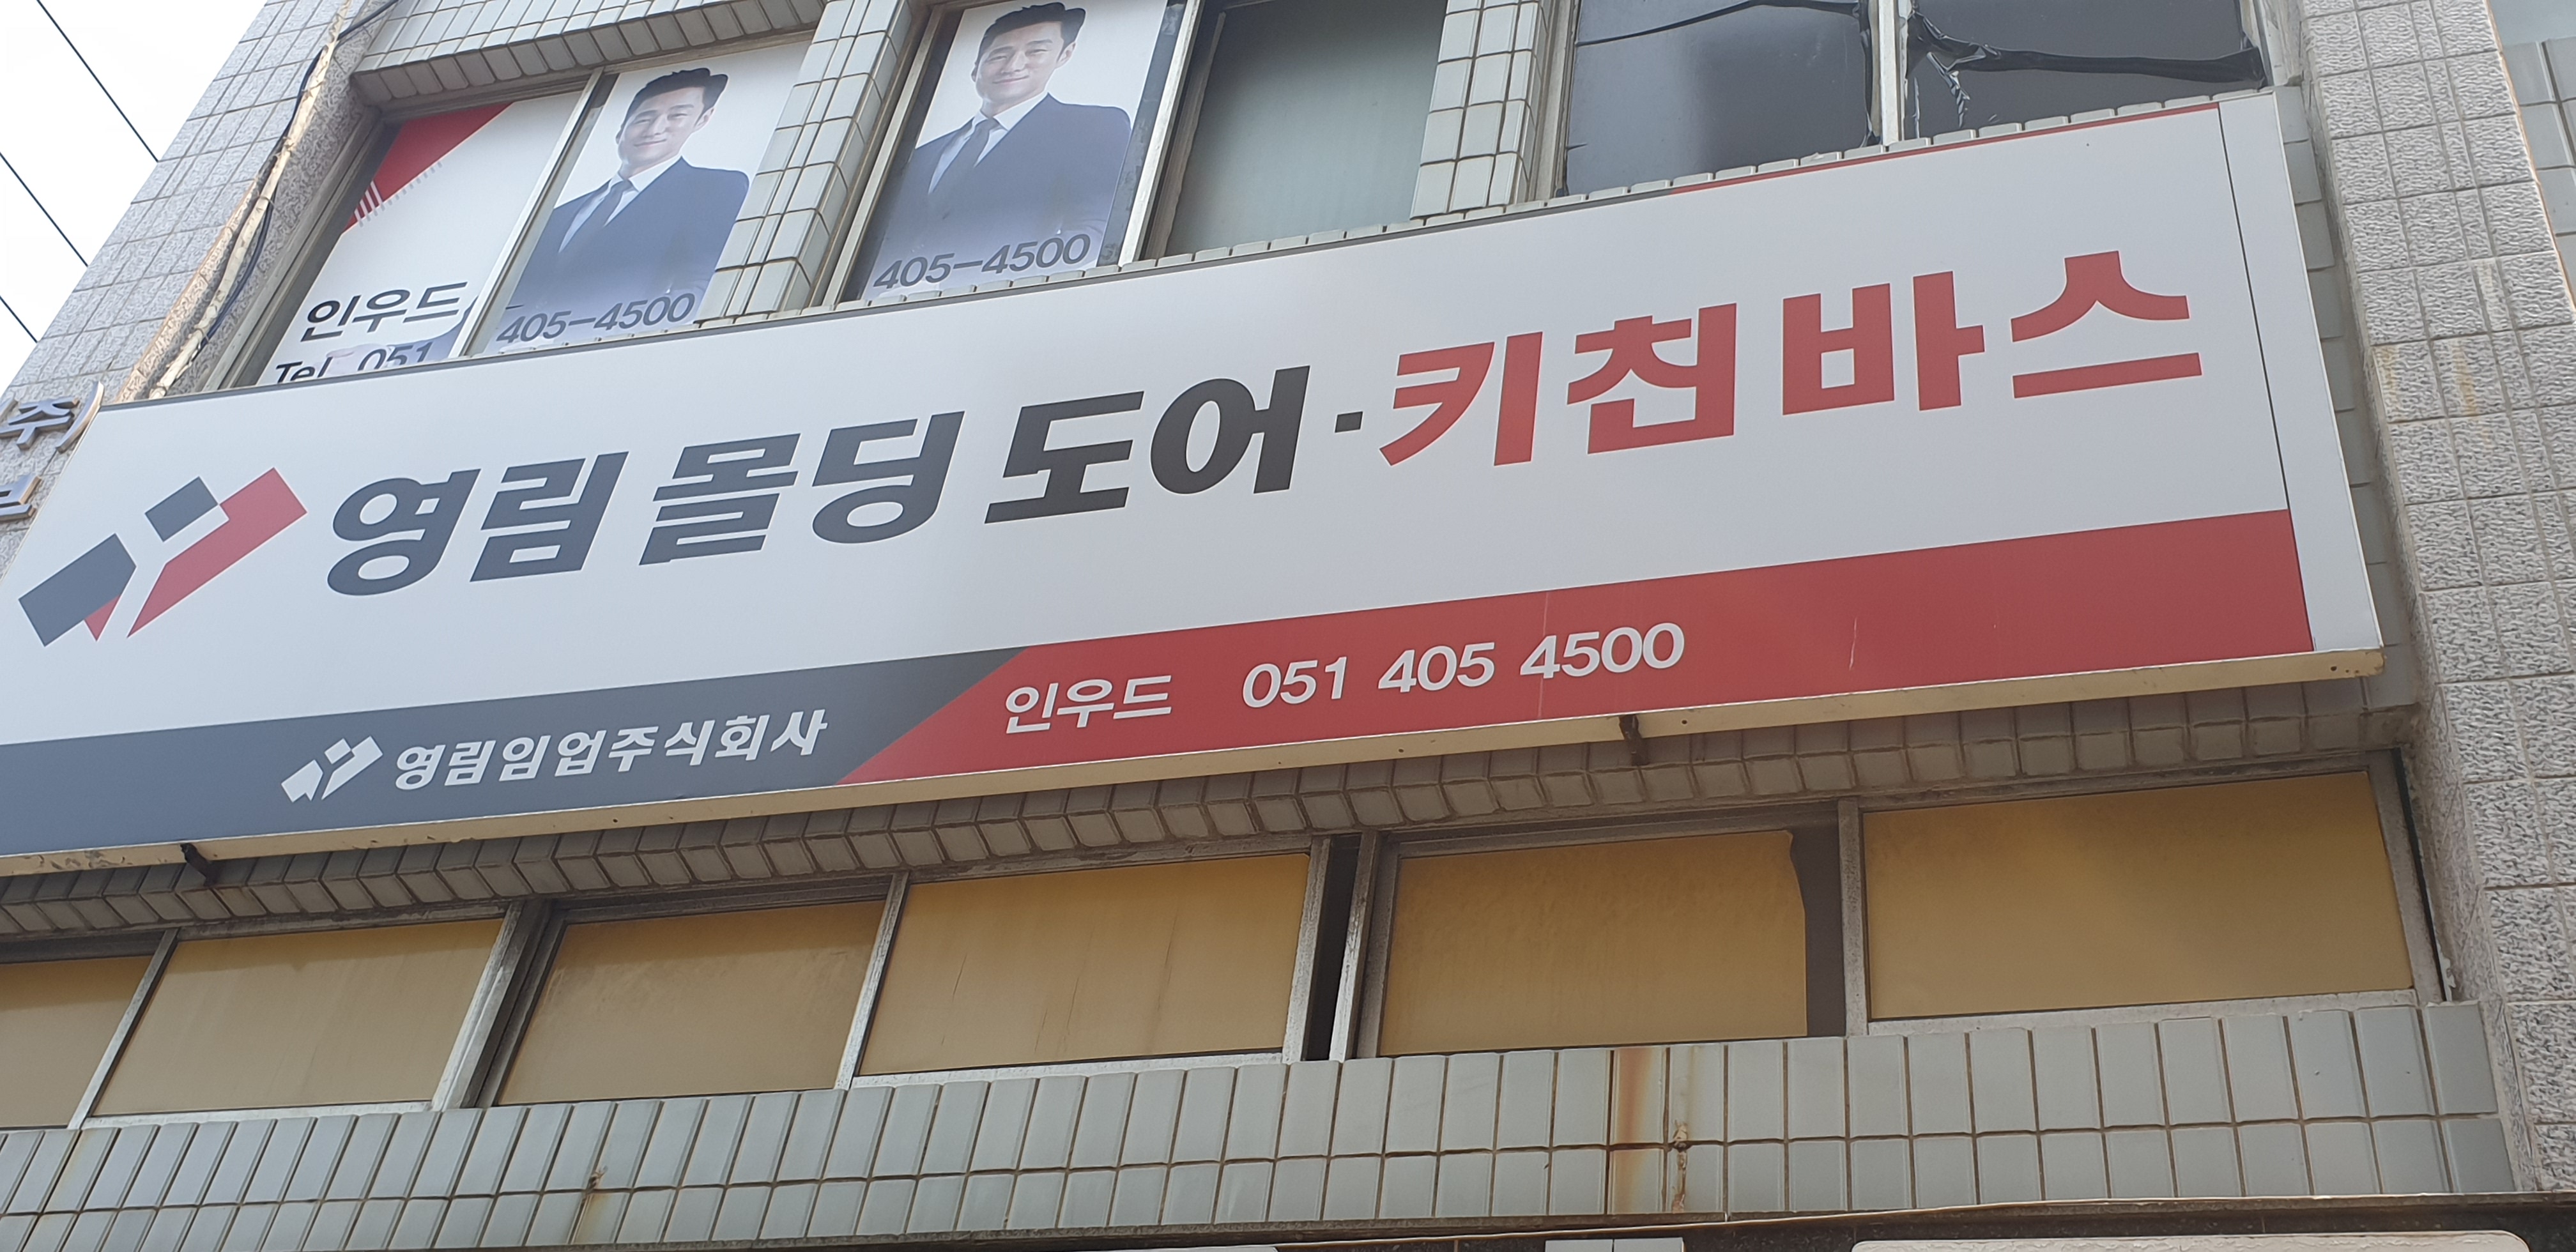 인우드
Tel 051
405-4500
405-4500
주)
영림 몰딩 도어·키친 바스
영림임업주식회사
인우드 051 405 4500